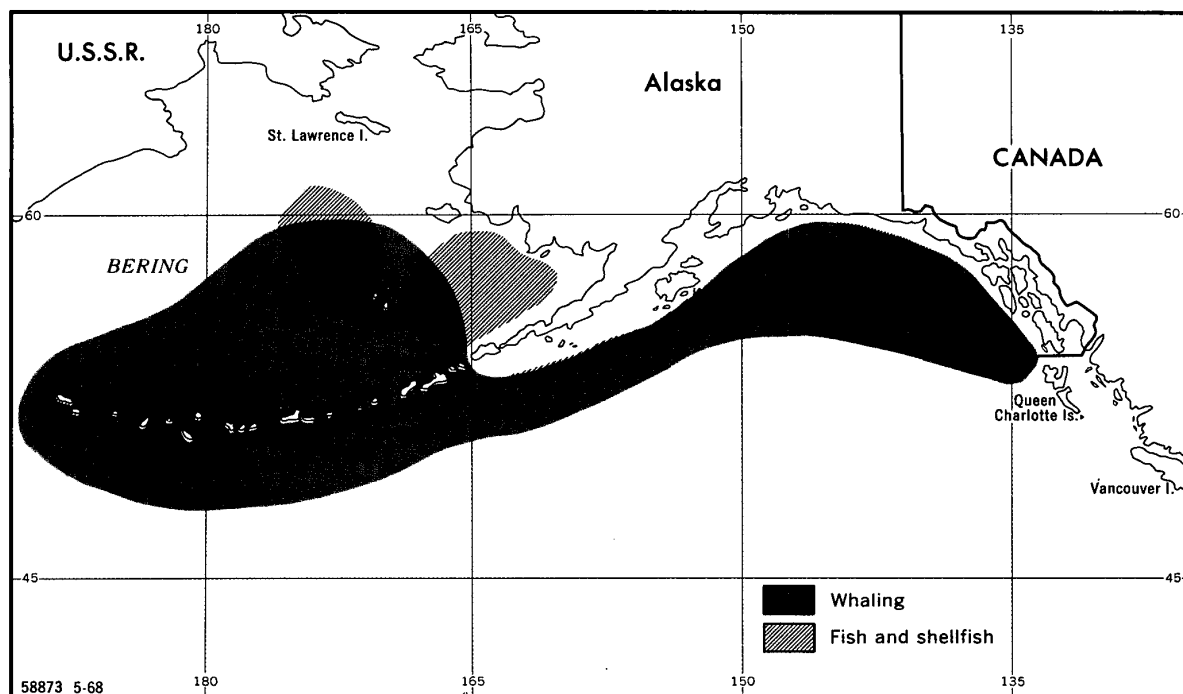 180
165
150
135
U.S.S.R.
Alaska
St. Lawrence I.
CANADA
60
60
BERING
Queen
Charlotte Is.
Vancouver I.
45
45
Whaling
Fish and shellfish
58873 5-68
180
165
150
135